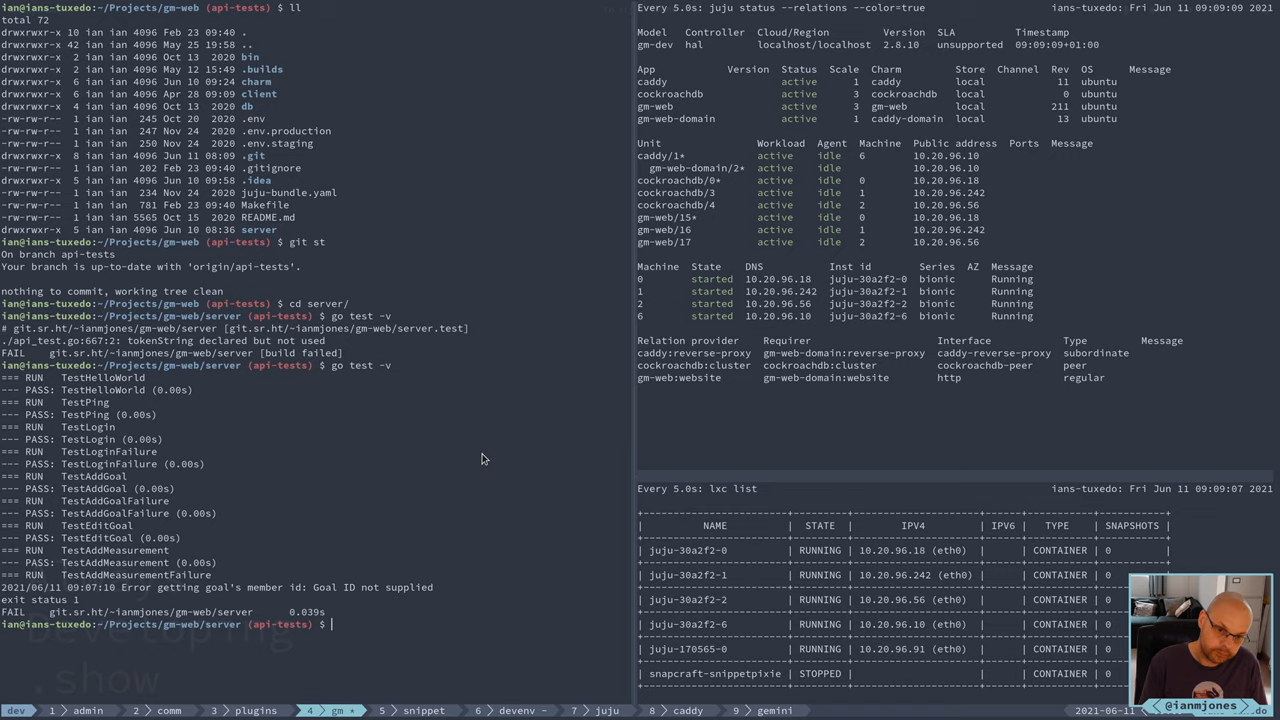 ian@ians-tuxedo:~/Projects/gm-web (api-tests) $ ll
total 72
drwxrwxr-x 10 ian ian 4096 Feb 23 09:40 .
drwxrwxr-x 42 ian ian 4096 May 25 19:58 ..
drwxrwxr-x 2 ian ian 4096 Oct 13 2020 bin
drwxrwxr-x 2 ian ian 4096 May 12 15:49 .builds
drwxrwxr-x 6 ian ian 4096 Jun 10 09:24 charm
drwxrwxr-x 6 ian ian 4096 Apr 28 09:09 client
drwxrwxr-x 4 ian ian 4096 Oct 13 2020 db
-rw-rw-r-- 1 ian ian 245 Oct 20 2020 .env
-rw-rw-r-- 1 ian ian 247 Nov 24 2020 .env.production
-rw-rw-r-- 1 ian ian 250 Nov 24 2020 .env.staging
drwxrwxr-x 8 ian ian 4096 Jun 11 08:09 .git
-rw-rw-r-- 1 ian ian 202 Feb 23 09:40 .gitignore
drwxrwxr-x 5 ian ian 4096 Jun 10 09:58 .idea
-rw-rw-r-- 1 ian ian 234 Nov 24 2020 juju-bundle.yaml
-rw-rw-r-- 1 ian ian 781 Feb 23 09:40 Makefile
-rw-rw-r-- 1 ian ian 5565 Oct 15 2020 README.md
drwxrwxr-x 5 ian ian 4096 Jun 10 08:36 server
ian@ians-tuxedo:~/Projects/gm-web (api-tests) $ git st
On branch api-tests
Your branch is up-to-date with 'origin/api-tests'.
nothing to commit, working tree clean
ian@ians-tuxedo:~/Projects/gm-web (api-tests) $ cd server/
ian@ians-tuxedo:~/Projects/gm-web/server (api-tests) $ go test -v
# git.sr.ht/~ianmjones/gm-web/server [git.sr.ht/~ianmjones/gm-web/server.test]
./api_test.go:667:2: tokenString declared but not used
FAIL git.sr.ht/~ianmjones/gm-web/server [build failed]
ian@ians-tuxedo:~/Projects/gm-web/server (api-tests) $ go test -v
=== RUN TestHelloWorld
--- PASS: TestHelloWorld (0.00s)
=== RUN TestPing
--- PASS: TestPing (0.00s)
=== RUN TestLogin
--- PASS: TestLogin (0.00s)
=== RUN TestLoginFailure
--- PASS: TestLoginFailure (0.00s)
=== RUN TestAddGoal
--- PASS: TestAddGoal (0.00s)
=== RUN TestAddGoalFailure
--- PASS: TestAddGoalFailure (0.00s)
=== RUN TestEditGoal
--- PASS: TestEditGoal (0.00s)
=== RUN TestAddMeasurement
--- PASS: TestAddMeasurement (0.00s)
=== RUN TestAddMeasurementFailure
2021/06/11 09:07:10 Error getting goal's member id: Goal ID not supplied
exit status 1
FAIL git.sr.ht/~ianmjones/gm-web/server 0.039s
ian@ians-tuxedo:~/Projects/gm-web/server (api-tests) $
Developing
.show
Every 5.0s: juju status --relations --color=true ians-tuxedo: Fri Jun 11 09:09:09 2021
Model Controller Cloud/Region Version SLA Timestamp
gm-dev hal localhost/localhost 2.8.10 unsupported 09:09:09+01:00
App Version Status Scale Charm Store Channel Rev OS Message
caddy active 1 caddy local 11 ubuntu
cockroachdb active 3 cockroachdb local 0 ubuntu
gm-web active 3 gm-web local 211 ubuntu
gm-web-domain active 1 caddy-domain local 13 ubuntu
Unit Workload Agent Machine Public address Ports Message
caddy/1* active idle 6 10.20.96.10
gm-web-domain/2* active idle 10.20.96.10
cockroachdb/0* active idle 0 10.20.96.18
cockroachdb/3 active idle 1 10.20.96.242
cockroachdb/4 active idle 2 10.20.96.56
gm-web/15* active idle 0 10.20.96.18
gm-web/16 active idle 1 10.20.96.242
gm-web/17 active idle 2 10.20.96.56
Machine State DNS Inst id Series AZ Message
0 started 10.20.96.18 juju-30a2f2-0 bionic Running
1 started 10.20.96.242 juju-30a2f2-1 bionic Running
2 started 10.20.96.56 juju-30a2f2-2 bionic Running
6 started 10.20.96.10 juju-30a2f2-6 bionic Running
Relation provider Requirer Interface Type Message
caddy:reverse-proxy gm-web-domain:reverse-proxy caddy-reverse-proxy subordinate
cockroachdb:cluster cockroachdb:cluster cockroachdb-peer peer
gm-web:website gm-web-domain:website http regular
Every 5.0s: lxc list ians-tuxedo: Fri Jun 11 09:09:07 2021
| NAME | STATE | IPV4 | IPV6 | TYPE | SNAPSHOTS |
| juju-30a2f2-0 | RUNNING | 10.20.96.18 (eth0) | | CONTAINER | 0 |
| juju-30a2f2-1 | RUNNING | 10.20.96.242 (eth0) | | CONTAINER | 0
| juju-30a2f2-2 | RUNNING | 10.20.96.56 (eth0) | | CONTAINER | 0
| juju-30a2f2-6 | RUNNING | 10.20.96.10 (eth0) | | CONTAINER | 0
| juju-170565-0 | RUNNING | 10.20.96.91 (eth0) | | CONTAINER | 0
| snapcraft-snippetpixie | STOPPED | | | CONTAINER | 0
@ianmjones
dev 1 admin 2 comm 3 plugins 4 gm * 5 snippet 6 devenv - 7 juju 8 caddy 9 gemini 2021-06-11